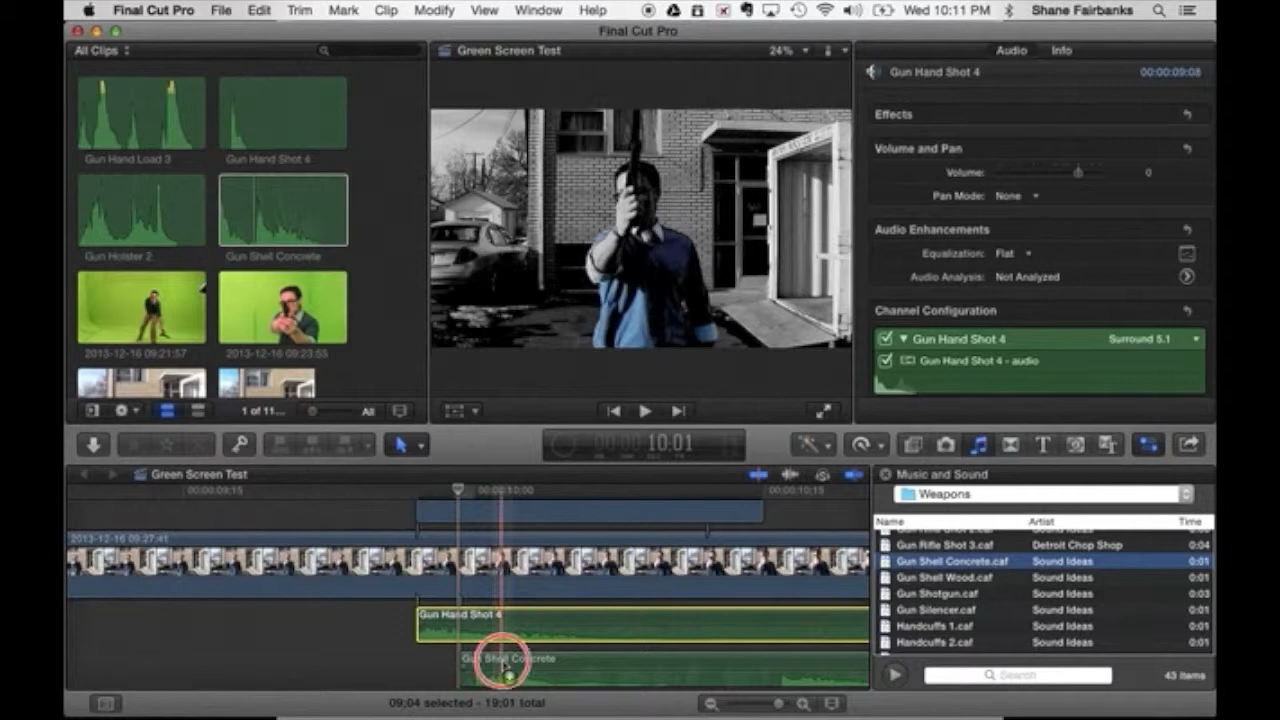 Final Cut Pro File Edit Trim Mark Clip Modify View Window Help Wed 10:11 PM Shane Fairbanks
Final Cut Pro
All Clips
Green Screen Test 24%
Audio Info
Gun Hand Shot 4 00:00:09:08
Gun Hand Load 3 Gun Hand Shot 4
Effects
Volume and Pan
Volume: 0
Pan Mode: None
Gun Holster 2 Gun Shell Concrete
Audio Enhancements
Equalization: Flat
Audio Analysis: Not Analyzed
Channel Configuration
Gun Hand Shot 4 Surround 5.1
Gun Hand Shot 4 - audio
2013-12-16 09:21:57 2013-12-16 09:23:55
1 of 11... All
10:01
Green Screen Test
00:00:09:15 00:00:10:00 00:00:10:15
2013-12-16 09:27:41
Gun Hand Shot 4
Gun Shell Concrete
09:04 selected - 19:01 total
Music and Sound
Weapons
Name Artist Time
Gun Rifle Shot 2.caf
Gun Rifle Shot 3.caf Detroit Chop Shop 0:04
Gun Shell Concrete.caf Sound Ideas 0:01
Gun Shell Wood.caf Sound Ideas 0:01
Gun Shotgun.caf Sound Ideas 0:03
Gun Silencer.caf Sound Ideas 0:01
Handcuffs 1.caf Sound Ideas 0:01
Handcuffs 2.caf Sound Ideas 0:01
Search 43 items